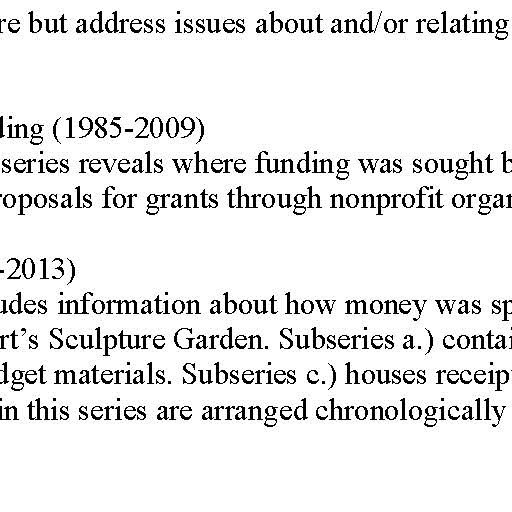 re but address issues about and/or relating
ding (1985-2009)
series reveals where funding was sought b
roposals for grants through nonprofit organ
-2013)
udes information about how money was sp
rt’s Sculpture Garden. Subseries a.) contai
dget materials. Subseries c.) houses receip
in this series are arranged chronologically